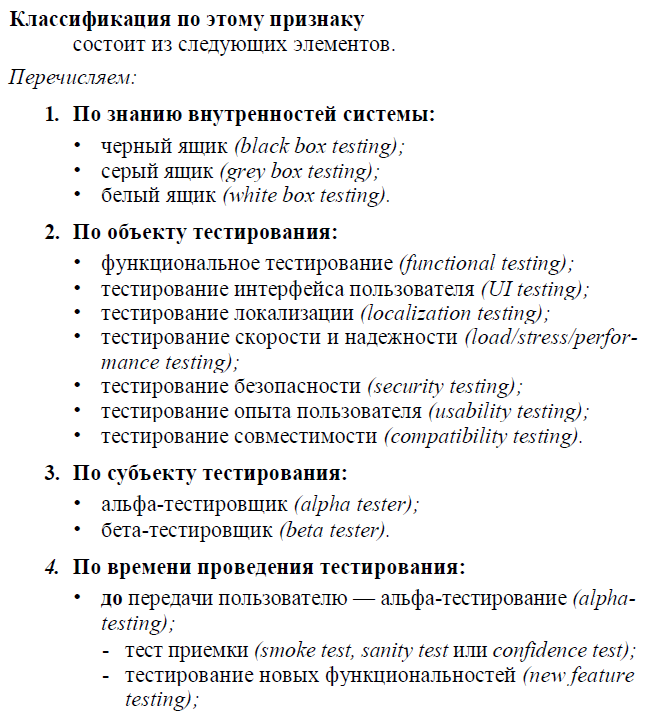 Классификация по этому признаку
состоит из следующих элементов.
Перечисляем:
1. По знанию внутренностей системы:
• черный ящик (black box testing);
• серый ящик (grey box testing);
• белый ящик (white box testing).
2. По объекту тестирования:
• функциональное тестирование (functional testing);
• тестирование интерфейса пользователя (UI testing);
• тестирование локализации (localization testing);
• тестирование скорости и надежности (load/stress/perfor-
mance testing);
• тестирование безопасности (security testing);
• тестирование опыта пользователя (usability testing);
• тестирование совместимости (compatibility testing).
3. По субъекту тестирования:
• альфа-тестировщик (alpha tester);
• бета-тестировщик (beta tester).
4. По времени проведения тестирования:
• до передачи пользователю — альфа-тестирование (alpha-
testing);
- тест приемки (smoke test, sanity test или confidence test);
- тестирование новых функциональностей (new feature
testing);